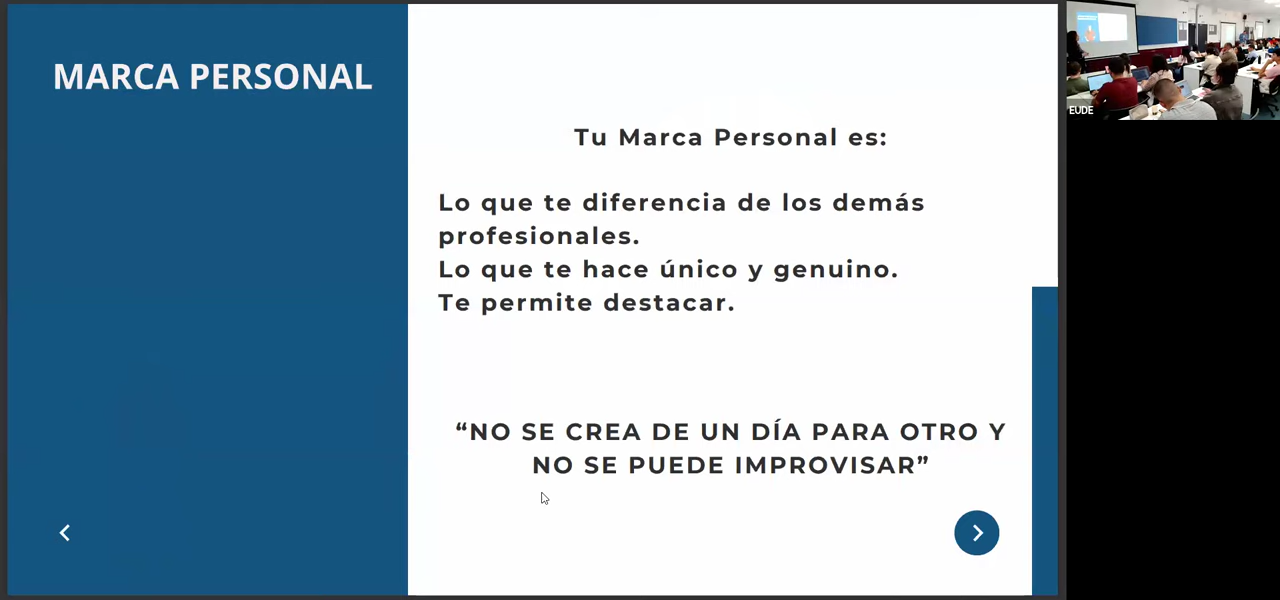 MARCA PERSONAL
Tu Marca Personal es:
Lo que te diferencia de los demás
profesionales.
Lo que te hace único y genuino.
Te permite destacar.
“NO SE CREA DE UN DÍA PARA OTRO Y
NO SE PUEDE IMPROVISAR”
EUDE